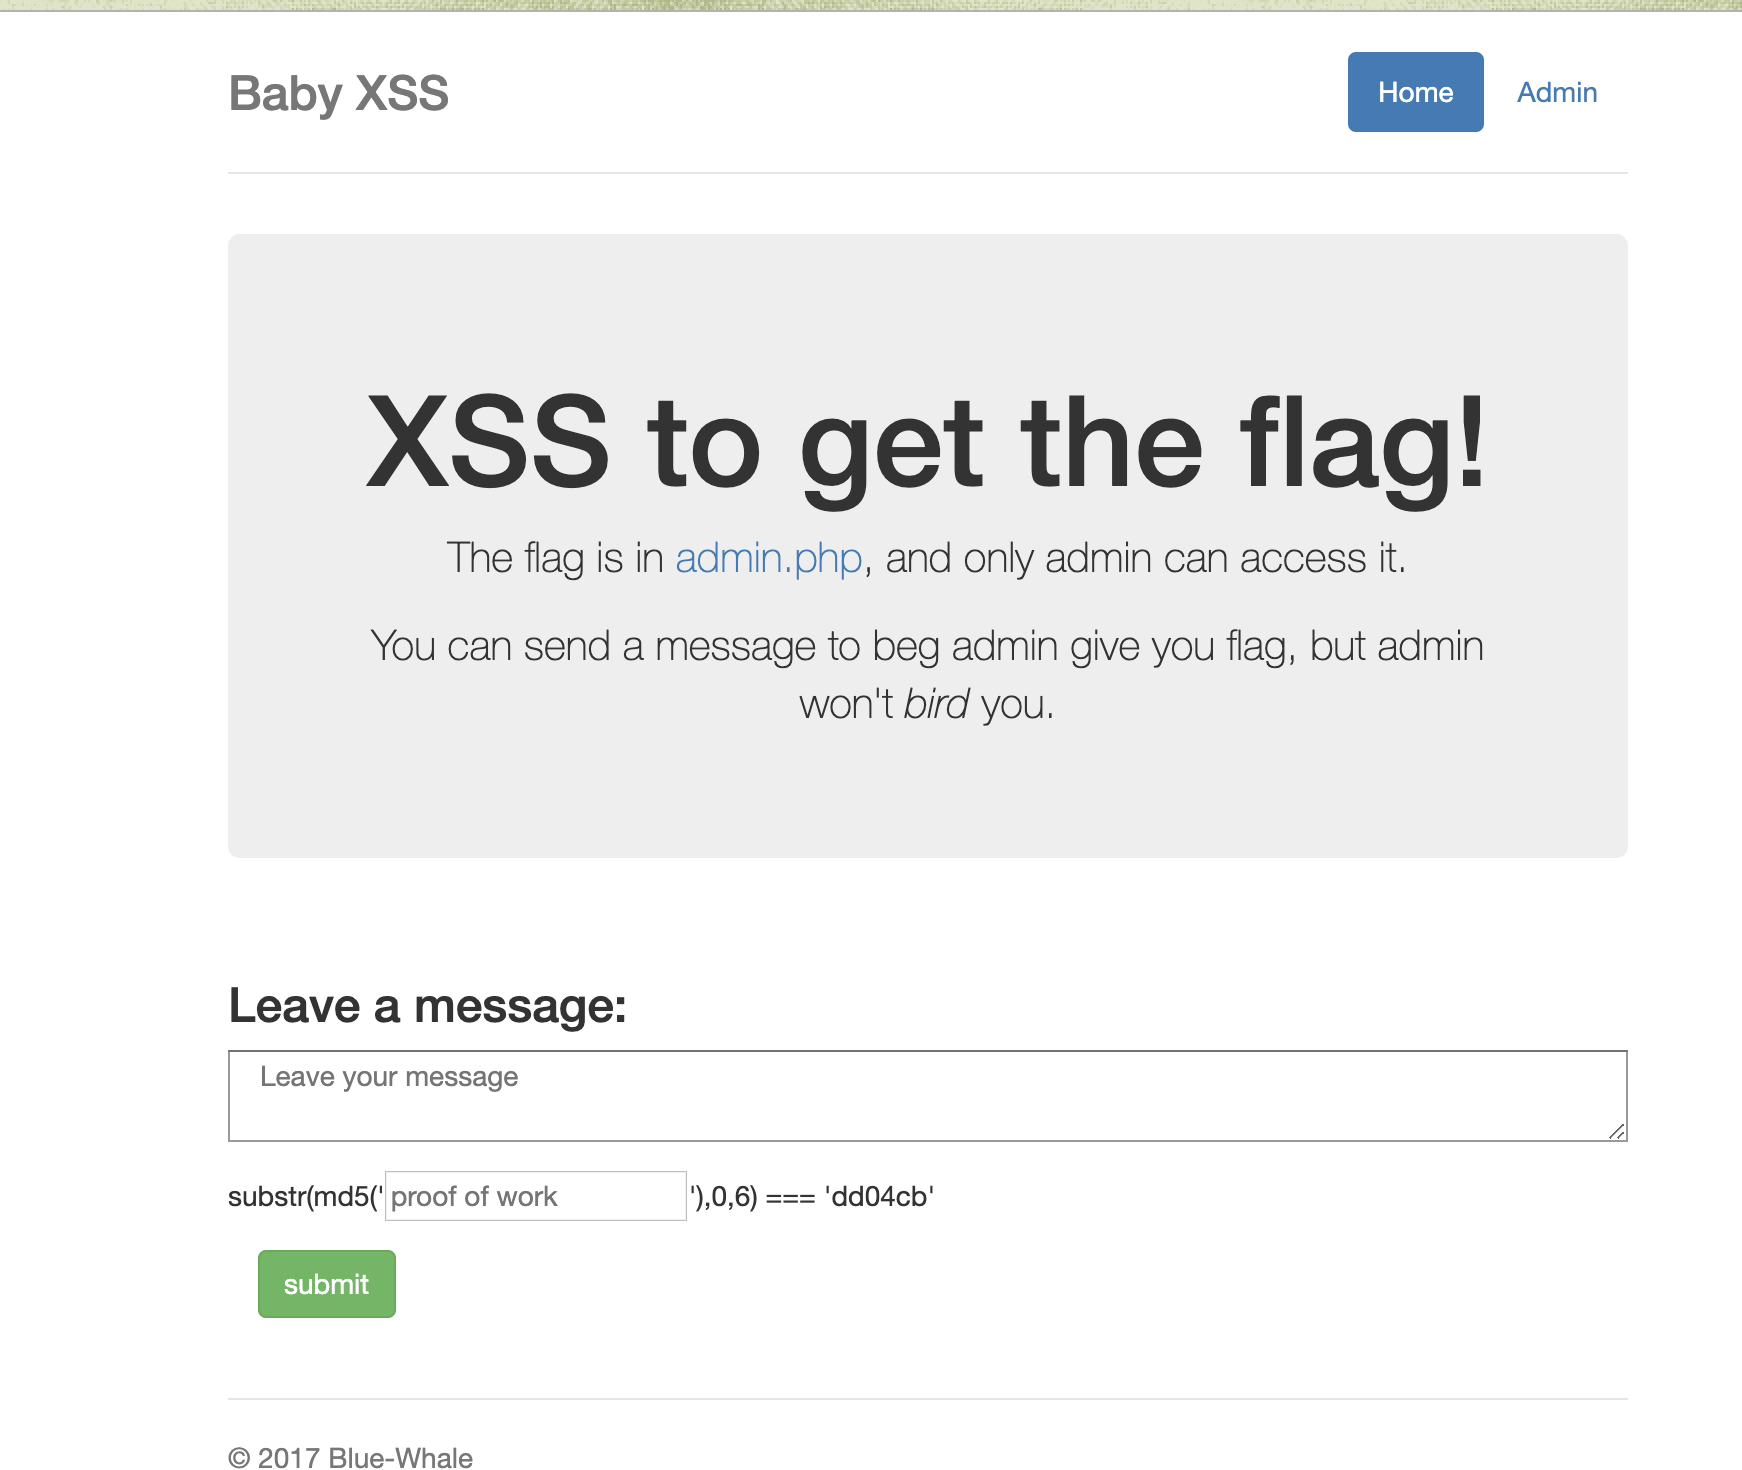 Baby XSS
Home
Admin
XSS to get the flag!
The flag is in admin.php, and only admin can access it.
You can send a message to beg admin give you flag, but admin
won't bird you.
Leave a message:
Leave your message
substr(md5('proof of work'),0,6) === 'dd04cb'
submit
© 2017 Blue-Whale